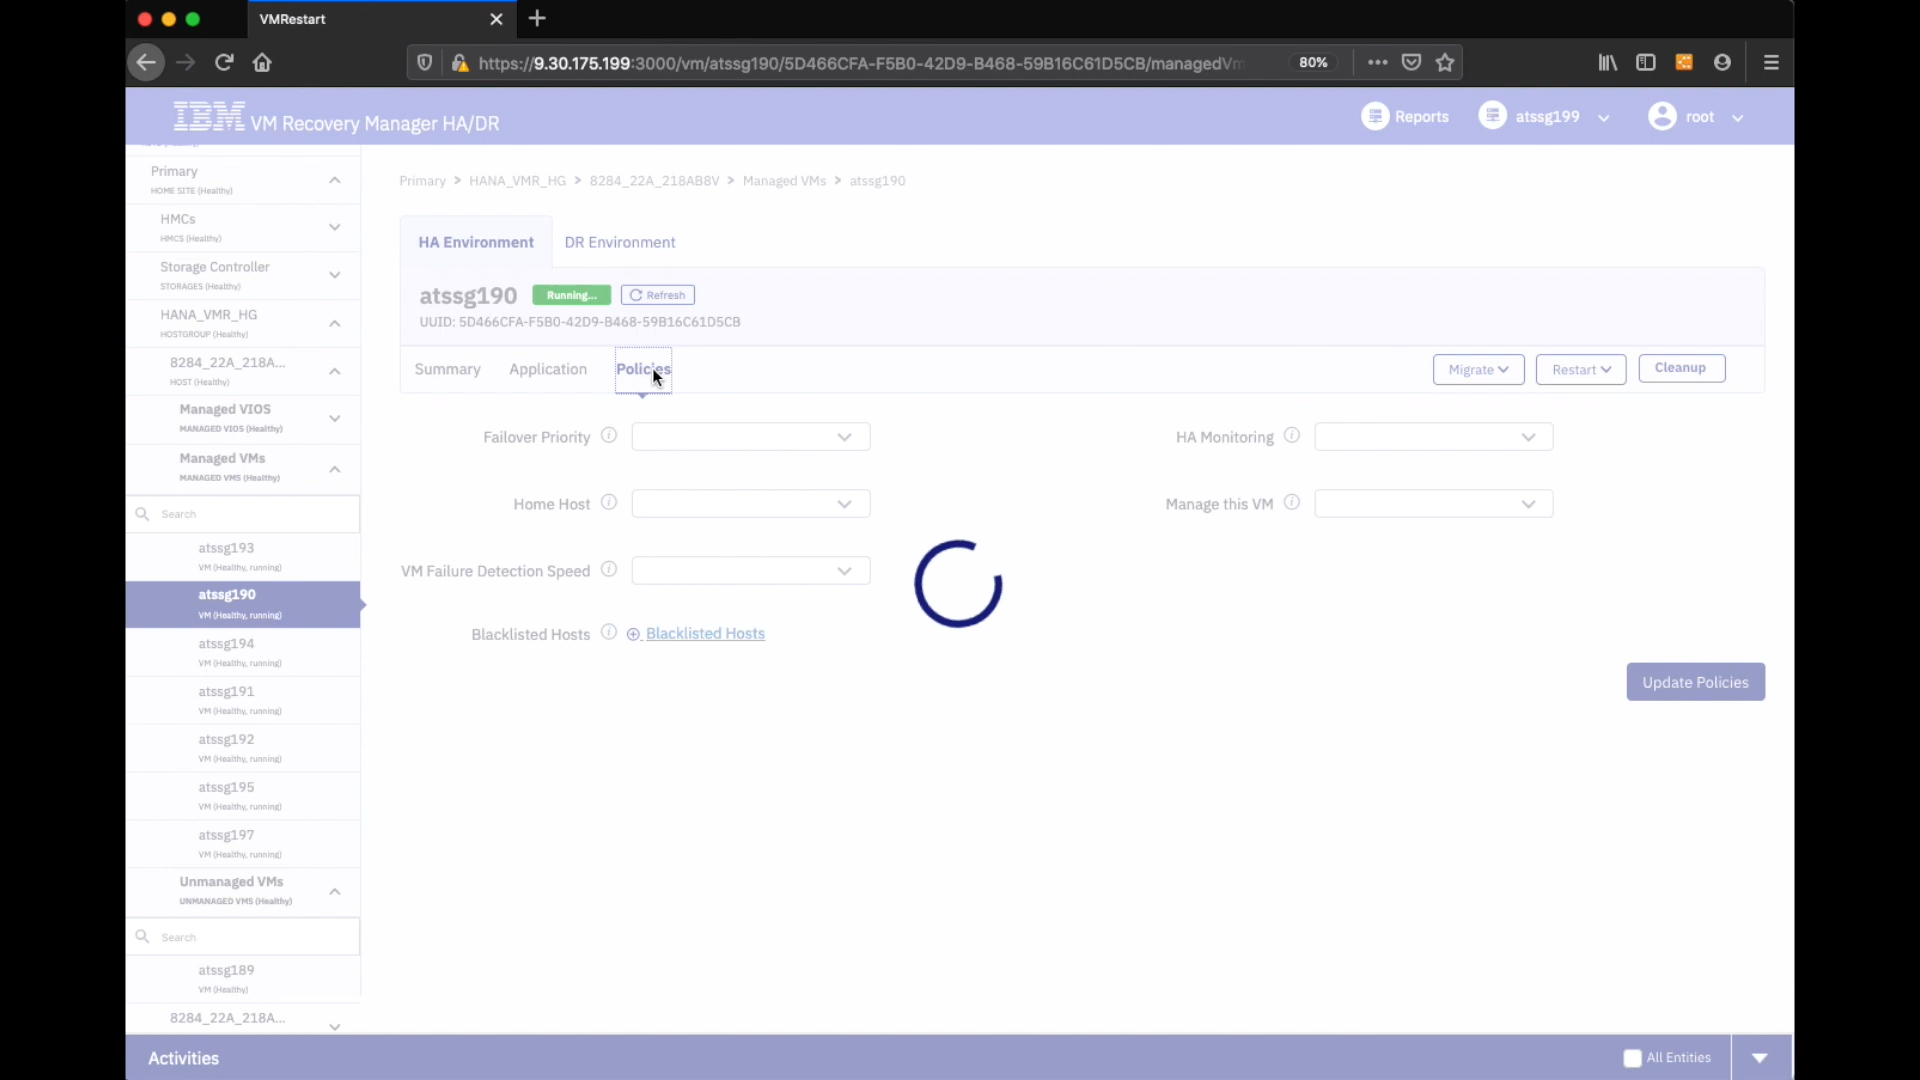 VMRestart
https://9.30.175.199:3000/vm/atssg190/5D466CFA-F5B0-42D9-B468-59B16C61D5CB/managedVm
80%
IBM VM Recovery Manager HA/DR
Reports
atssg199
root
Primary
HOME SITE (Healthy)
HMCs
HMCS (Healthy)
Storage Controller
STORAGES (Healthy)
HANA_VMR_HG
HOSTGROUP (Healthy)
8284_22A_218A...
HOST (Healthy)
Managed VIOS
MANAGED VIOS (Healthy)
Managed VMs
MANAGED VMS (Healthy)
Search
atssg193
VM (Healthy, running)
atssg190
VM (Healthy, running)
atssg194
VM (Healthy, running)
atssg191
VM (Healthy, running)
atssg192
VM (Healthy, running)
atssg195
VM (Healthy, running)
atssg197
VM (Healthy, running)
Unmanaged VMs
UNMANAGED VMS (Healthy)
Search
atssg189
VM (Healthy)
8284_22A_218A...
Primary > HANA_VMR_HG > 8284_22A_218AB8V > Managed VMs > atssg190
HA Environment
DR Environment
atssg190 Running... Refresh
UUID: 5D466CFA-F5B0-42D9-B468-59B16C61D5CB
Summary Application Policies
Migrate Restart Cleanup
Failover Priority
HA Monitoring
Home Host
Manage this VM
VM Failure Detection Speed
Blacklisted Hosts
Blacklisted Hosts
Update Policies
Activities
All Entities